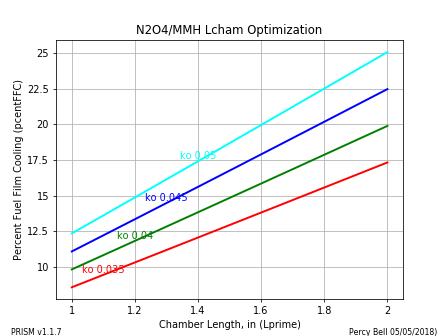 N2O4/MMH Lcham Optimization
Percent Fuel Film Cooling (pcentFFC)
25
22.5
20
17.5
15
12.5
10
ko 0.05
ko 0.045
ko 0.04
ko 0.035
1
1.2
1.4
1.6
1.8
2
Chamber Length, in (Lprime)
PRISM v1.1.7
Percy Bell 05/05/2018)